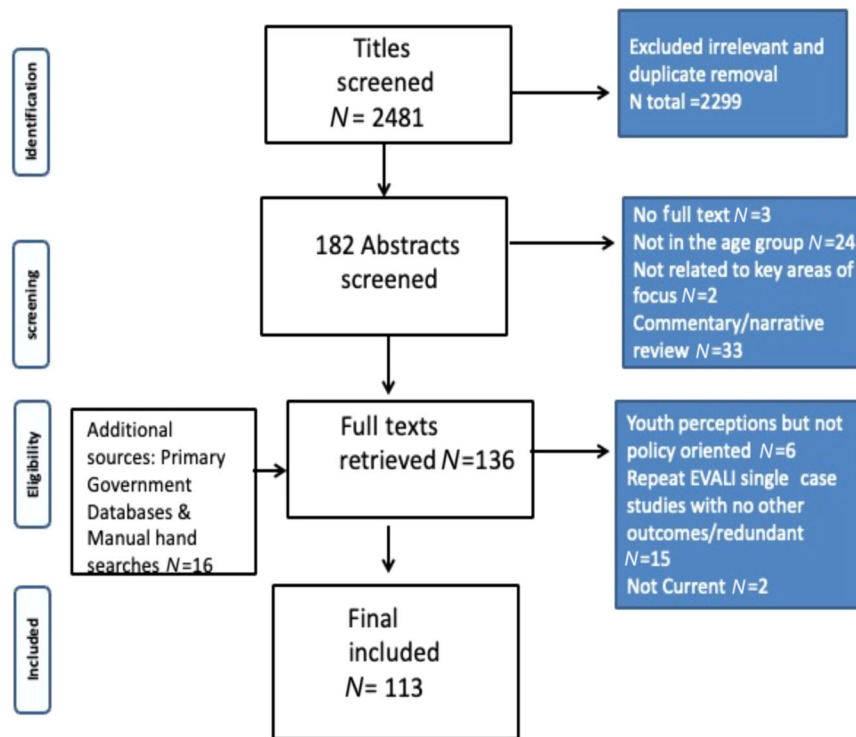 Identification
Titles
screened
N= 2481
Excluded irrelevant and
duplicate removal
N total =2299
screening
182 Abstracts
screened
No full text N=3
Not in the age group N=24
Not related to key areas of
focus N=2
Commentary/narrative
review N=33
Eligibility
Additional
sources: Primary
Government
Databases &
Manual hand
searches N=16
Full texts
retrieved N=136
Youth perceptions but not
policy oriented N=6
Repeat EVALI single case
studies with no other
outcomes/redundant
N=15
Not Current N=2
Included
Final
included
N= 113